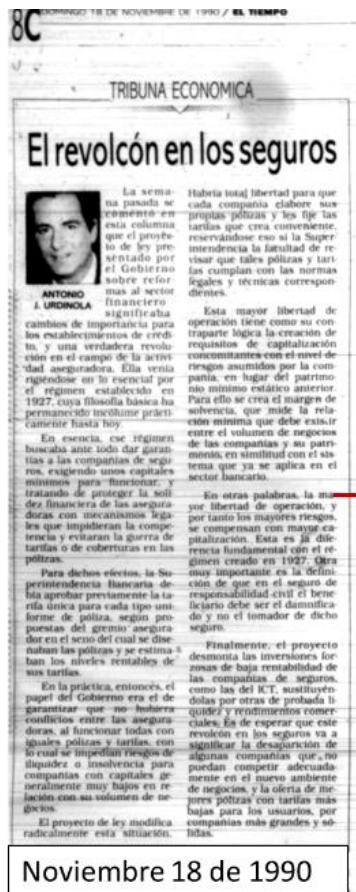 8C DOMINGO 18 DE NOVIEMBRE DE 1990 / EL TIEMPO
TRIBUNA ECONOMICA
El revolcón en los seguros
ANTONIO
J. URDINOLA
La sema-
na pasada se
comentó en
esta columna
que el proyec-
to de ley pre-
sentado por
el Gobierno
sobre refor-
mas al sector
financiero
significaba
cambios de importancia para
los establecimientos de crédi-
to, y una verdadera revolu-
ción en el campo de la activi-
dad aseguradora. Ella venía
rigiéndose en lo esencial por
el régimen establecido en
1927, cuya filosofía básica ha
permanecido incólume prácti-
camente hasta hoy.
En esencia, ese régimen
buscaba ante todo dar garan-
tías a las compañías de segu-
ros, exigiendo unos capitales
mínimos para funcionar, y
tratando de proteger la soli-
dez financiera de las asegura-
doras con mecanismos lega-
les que impidieran la compe-
tencia y evitaran la guerra de
tarifas o de coberturas en las
pólizas.
Para dichos efectos, la Su-
perintendencia Bancaria de-
bía aprobar previamente la ta-
rifa única para cada tipo uni-
forme de póliza, según pro-
puestas del gremio asegura-
dor en el seno del cual se dise-
ñaban las pólizas y se estima-
ban los niveles rentables de
sus tarifas.
En la práctica, entonces, el
papel del Gobierno era el de
garantizar que no hubiera
conflictos entre las asegura-
doras, al funcionar todas con
iguales pólizas y tarifas, con
lo cual se impedían riesgos de
iliquidez o insolvencia para
compañías con capitales ge-
neralmente muy bajos en re-
lación con su volumen de ne-
gocios.
El proyecto de ley modifica
radicalmente esta situación.
Habría total libertad para que
cada compañía elabore sus
propias pólizas y les fije las
tarifas que crea conveniente,
reservándose eso sí la Super-
intendencia la facultad de re-
visar que tales pólizas y tari-
fas cumplan con las normas
légales y técnicas correspon-
dientes.
Esta mayor libertad de
operación tiene como su con-
traparte lógica la creación de
requisitos de capitalización
concomitantes con el nivel de
riesgos asumidos por la com-
pañía, en lugar del patrimo-
nio mínimo estático anterior.
Para ello se crea el margen de
solvencia, que mide la rela-
ción mínima que debe existir
entre el volumen de negocios
de las compañías y su patri-
monio, en similitud con el sis-
tema que ya se aplica en el
sector bancario.
En otras palabras, la ma-
yor libertad de operación, y
por tanto los mayores riesgos,
se compensan con mayor ca-
pitalización. Esta es la dife-
rencia fundamental con el ré-
gimen creado en 1927. Otra
muy importante es la defini-
ción de que en el seguro de
responsabilidad civil el bene-
ficiario debe ser el damnifica-
do y no el tomador de dicho
seguro.
Finalmente, el proyecto
desmonta las inversiones for-
zosas de baja rentabilidad de
las compañías de seguros,
como las del ICT, sustituyén-
dolas por otras de probada li-
quidez y rendimientos comer-
ciales. Es de esperar que este
revolcón en los seguros va a
significar la desaparición de
algunas compañías que no
puedan competir adecuada-
mente en el nuevo ambiente
de negocios, y la oferta de me-
jores pólizas con tarifas más
bajas para los usuarios, por
compañías más grandes y só-
lidas.
Noviembre 18 de 1990